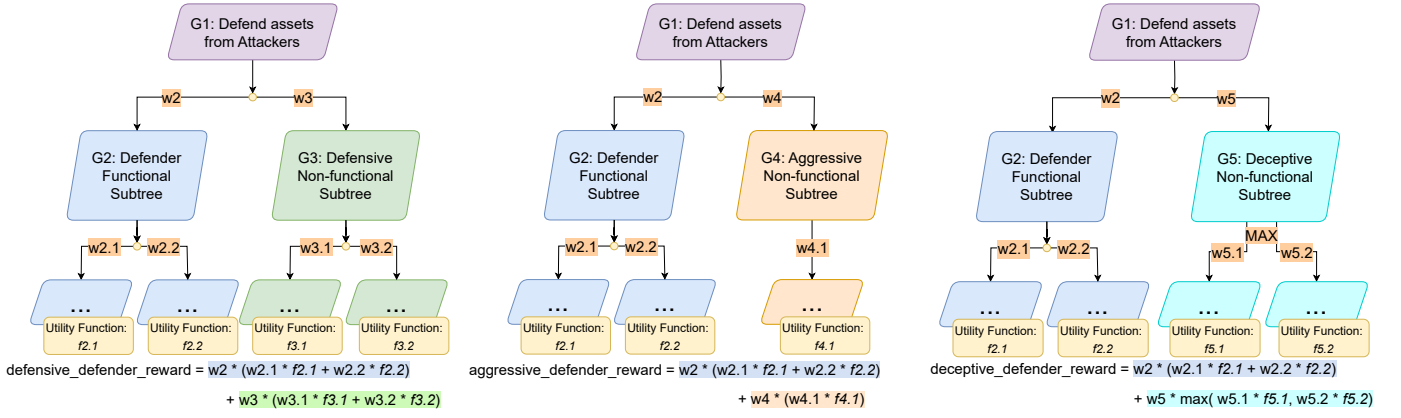 G1: Defend assets
from Attackers
w2
w3
G2: Defender
Functional
Subtree
G3: Defensive
Non-functional
Subtree
w2.1
w2.2
w3.1
w3.2
...
...
...
...
Utility Function:
f2.1
Utility Function:
f2.2
Utility Function:
f3.1
Utility Function:
f3.2
defensive_defender_reward = w2 * (w2.1 * f2.1 + w2.2 * f2.2)
+ w3 * (w3.1 * f3.1 + w3.2 * f3.2)
G1: Defend assets
from Attackers
w2
w4
G2: Defender
Functional
Subtree
G4: Aggressive
Non-functional
Subtree
w2.1
w2.2
w4.1
...
...
...
Utility Function:
f2.1
Utility Function:
f2.2
Utility Function:
f4.1
aggressive_defender_reward = w2 * (w2.1 * f2.1 + w2.2 * f2.2)
+ w4 * (w4.1 * f4.1)
G1: Defend assets
from Attackers
w2
w5
G2: Defender
Functional
Subtree
G5: Deceptive
Non-functional
Subtree
w2.1
w2.2
MAX
w5.1
w5.2
...
...
...
...
Utility Function:
f2.1
Utility Function:
f2.2
Utility Function:
f5.1
Utility Function:
f5.2
deceptive_defender_reward = w2 * (w2.1 * f2.1 + w2.2 * f2.2)
+ w5 * max( w5.1 * f5.1, w5.2 * f5.2)